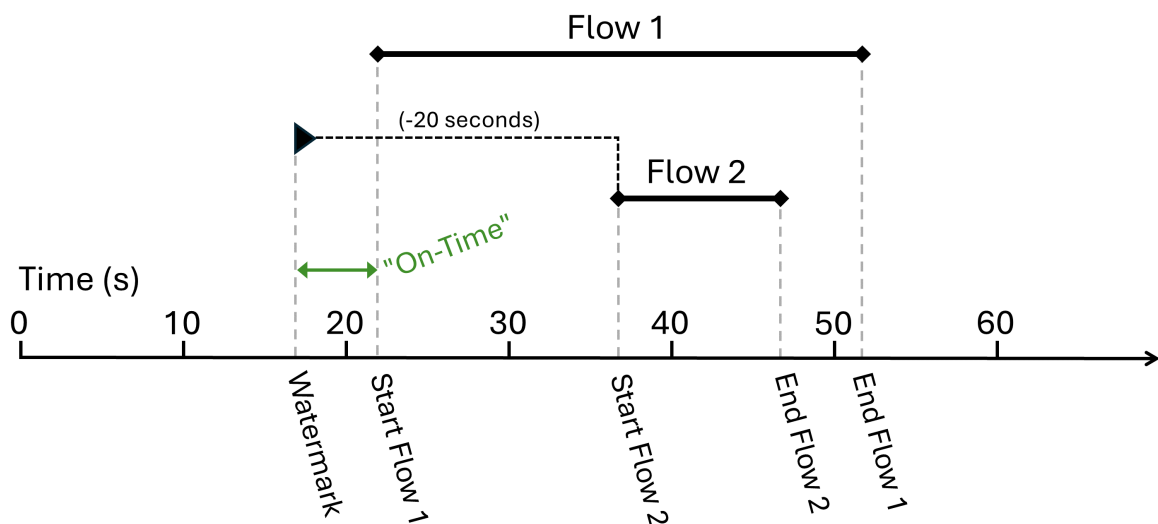 Flow 1
(-20 seconds)
Flow 2
"On-Time"
Time (s)
0 10 20 30 40 50 60
Watermark
Start Flow 1
Start Flow 2
End Flow 2
End Flow 1